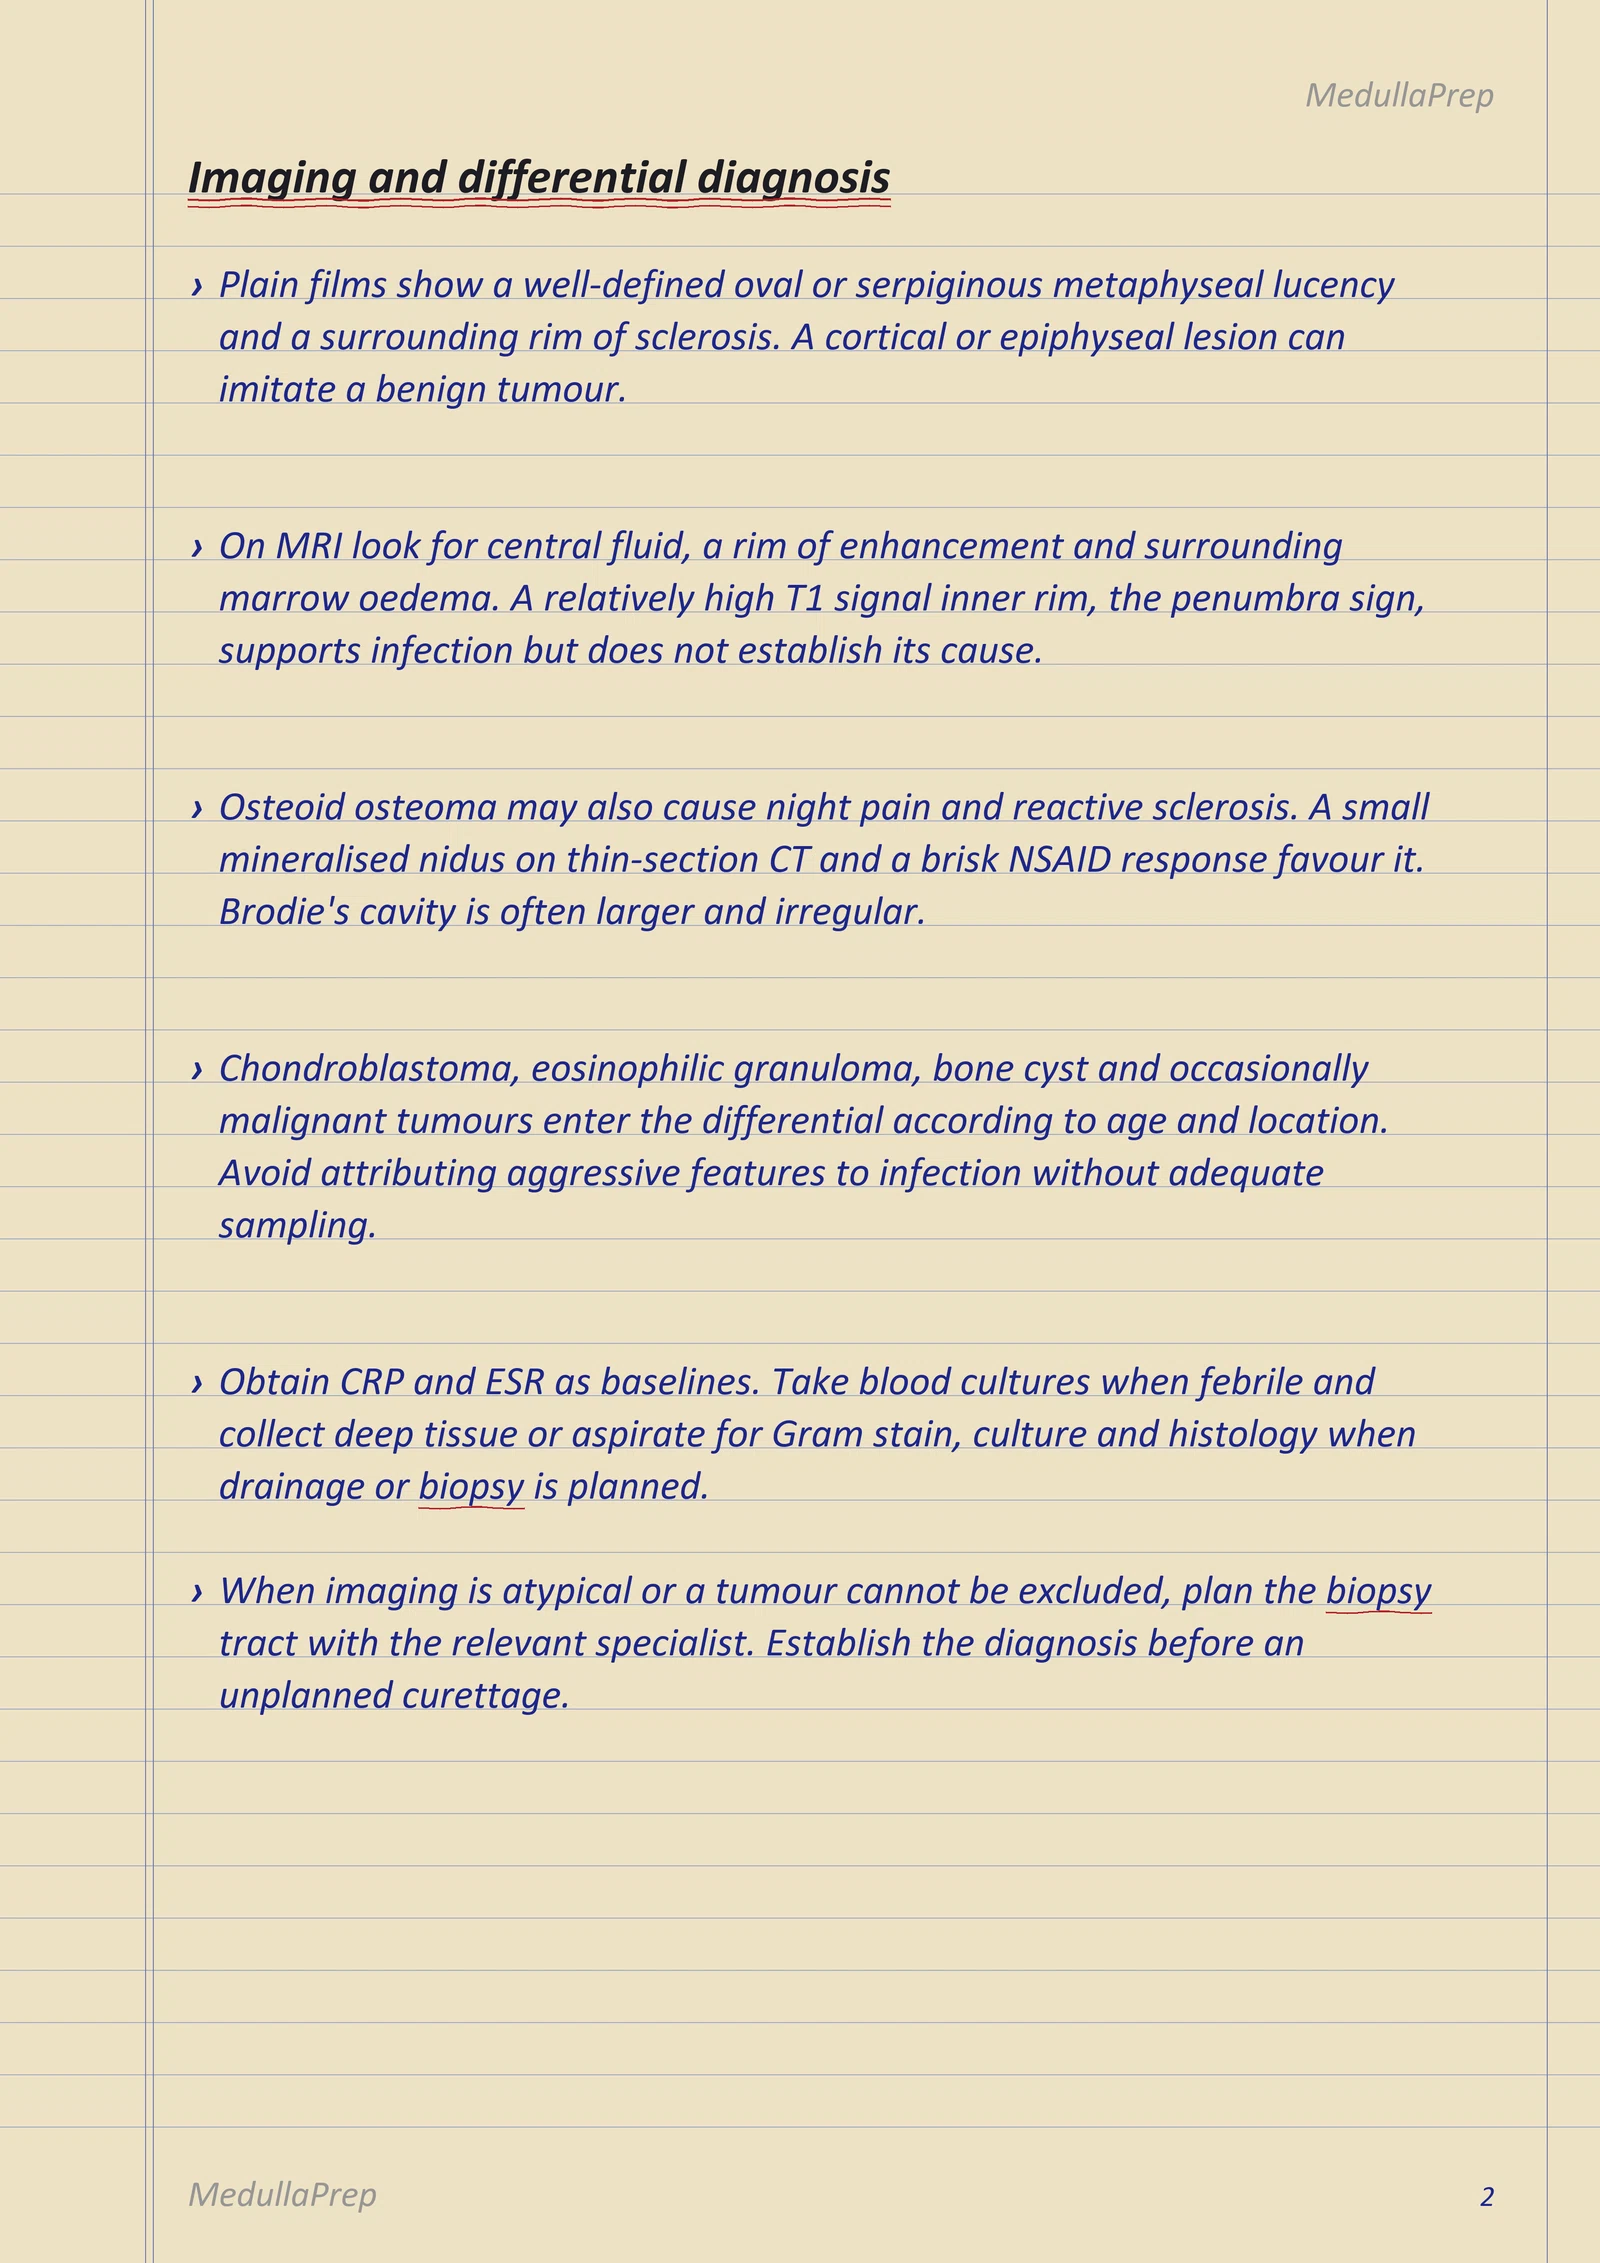 MedullaPrep
Imaging and differential diagnosis
› Plain films show a well-defined oval or serpiginous metaphyseal lucency
and a surrounding rim of sclerosis. A cortical or epiphyseal lesion can
imitate a benign tumour.
› On MRI look for central fluid, a rim of enhancement and surrounding
marrow oedema. A relatively high T1 signal inner rim, the penumbra sign,
supports infection but does not establish its cause.
› Osteoid osteoma may also cause night pain and reactive sclerosis. A small
mineralised nidus on thin-section CT and a brisk NSAID response favour it.
Brodie's cavity is often larger and irregular.
› Chondroblastoma, eosinophilic granuloma, bone cyst and occasionally
malignant tumours enter the differential according to age and location.
Avoid attributing aggressive features to infection without adequate
sampling.
› Obtain CRP and ESR as baselines. Take blood cultures when febrile and
collect deep tissue or aspirate for Gram stain, culture and histology when
drainage or biopsy is planned.
› When imaging is atypical or a tumour cannot be excluded, plan the biopsy
tract with the relevant specialist. Establish the diagnosis before an
unplanned curettage.
MedullaPrep
2